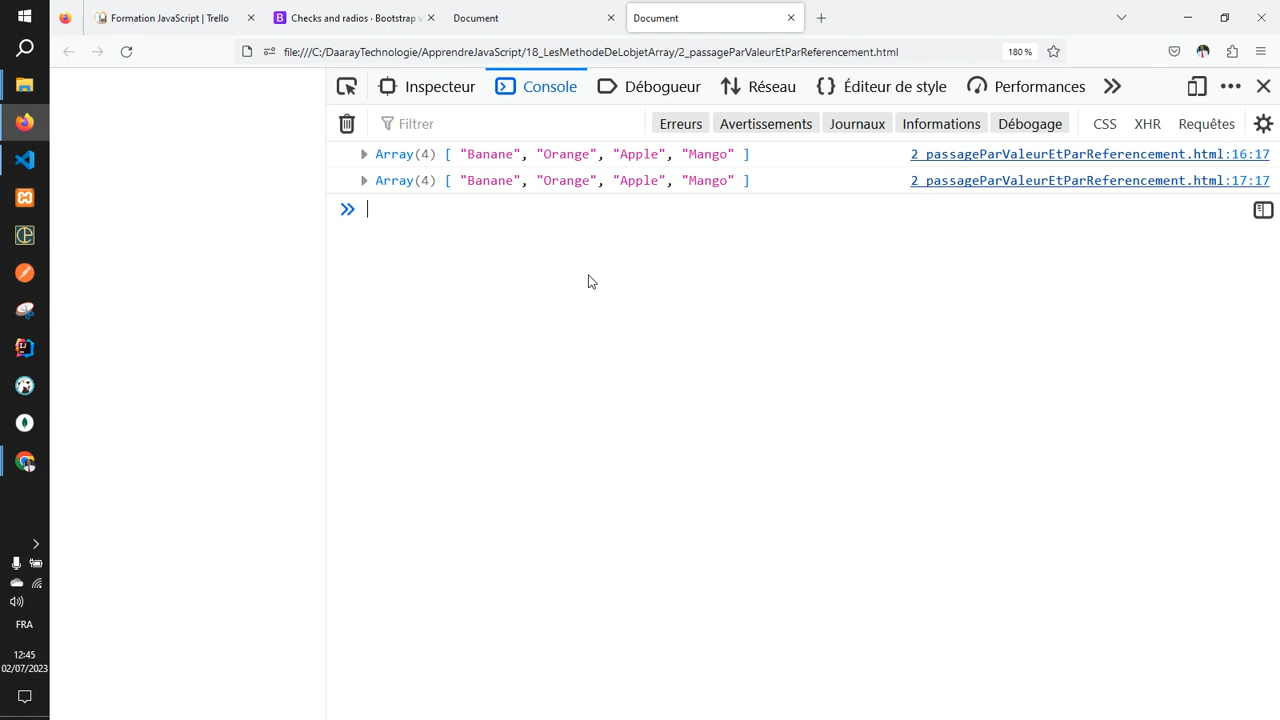 Formation JavaScript | Trello
Checks and radios · Bootstrap v
Document
Document
file:///C:/DaarayTechnologie/ApprendreJavaScript/18_LesMethodeDeLobjetArray/2_passageParValeurEtParReferencement.html
180 %
Inspecteur
Console
Débogueur
Réseau
Éditeur de style
Performances
Filtrer
Erreurs
Avertissements
Journaux
Informations
Débogage
CSS
XHR
Requêtes
Array(4) [ "Banane", "Orange", "Apple", "Mango" ]
2_passageParValeurEtParReferencement.html:16:17
Array(4) [ "Banane", "Orange", "Apple", "Mango" ]
2_passageParValeurEtParReferencement.html:17:17
FRA
12:45
02/07/2023